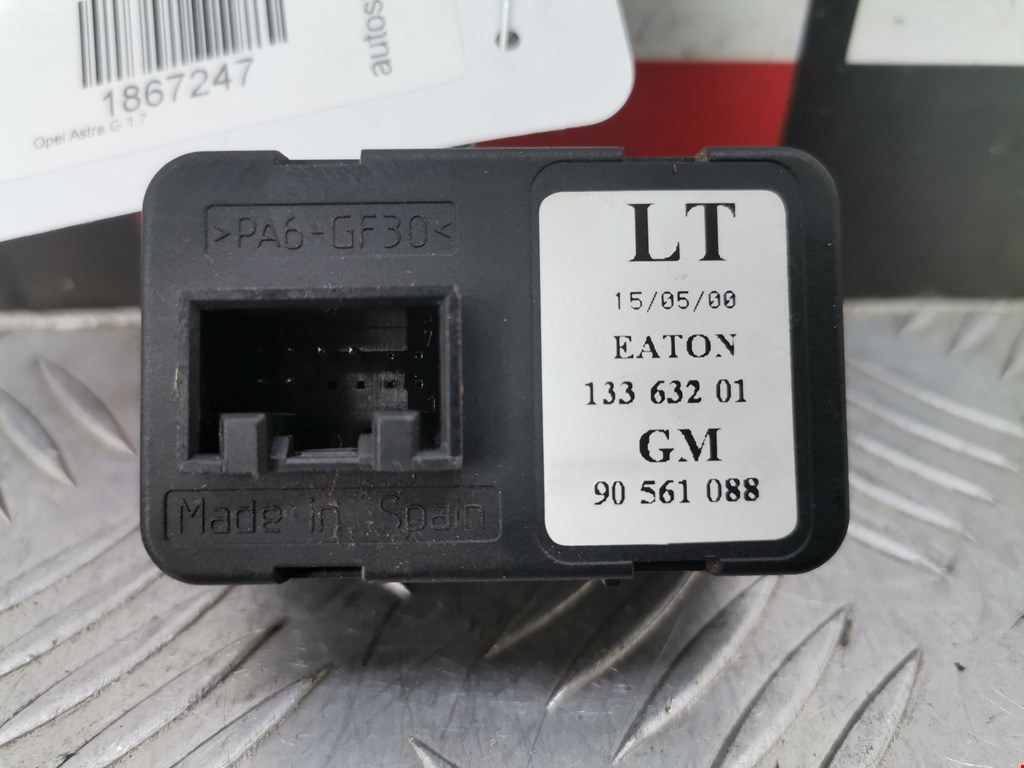 1867247
Opel Astra G 1.7
autos
>PA6-GF30<
Made in Spain
LT
15/05/00
EATON
133 632 01
GM
90 561 088